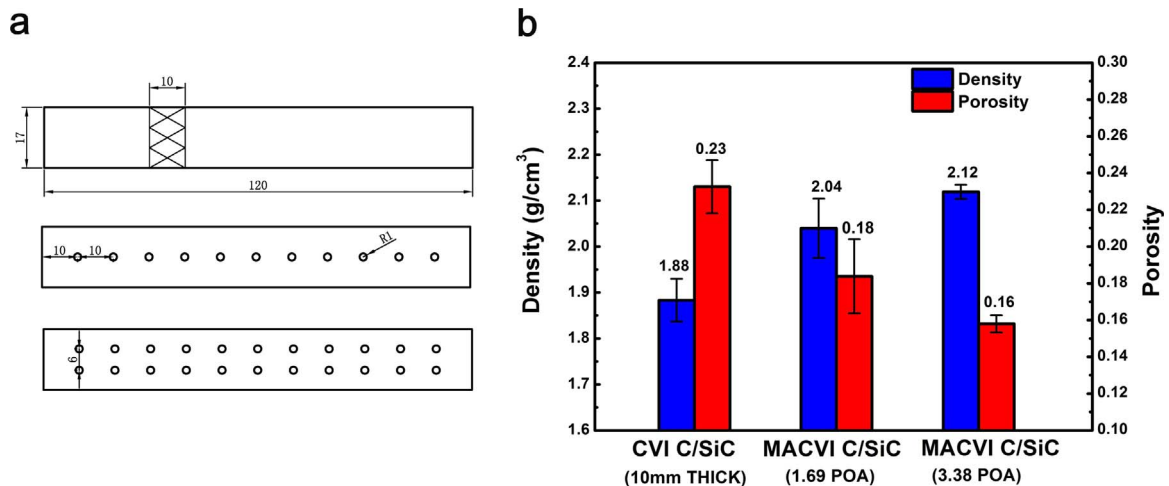 a
10
17
120
10
10
R1
6
b
Density (g/cm³)
2.4
2.3
2.2
2.1
2.0
1.9
1.8
1.7
1.6
Density
Porosity
1.88
0.23
2.04
0.18
2.12
0.16
0.30
0.28
0.26
0.24
0.22
0.20
0.18
0.16
0.14
0.12
0.10
Porosity
CVI C/SiC
(10mm THICK)
MACVI C/SiC
(1.69 POA)
MACVI C/SiC
(3.38 POA)